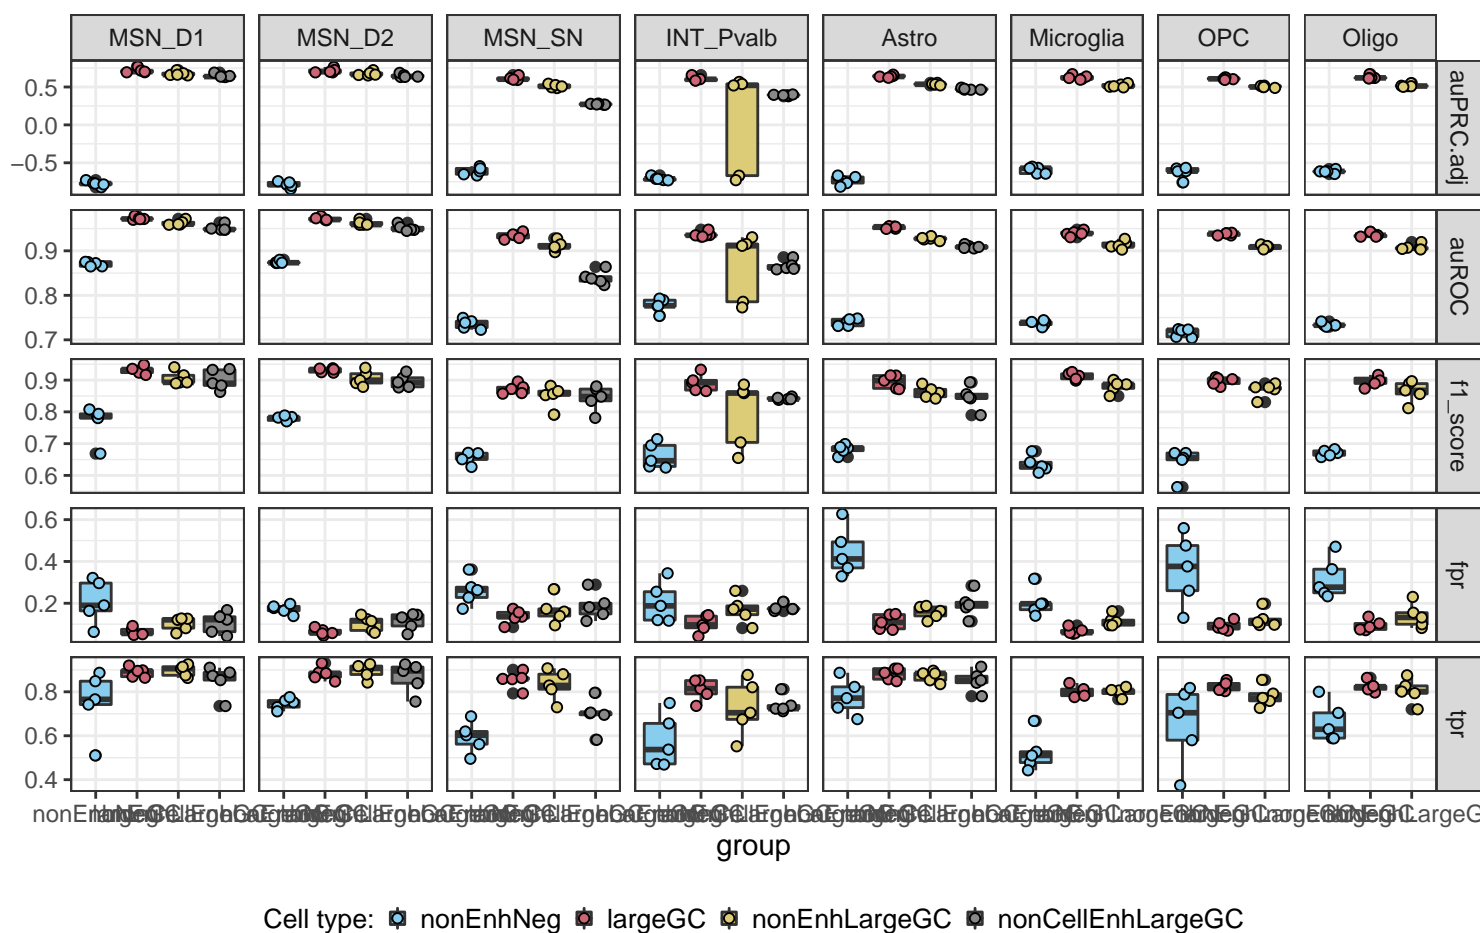 MSN_D1 MSN_D2 MSN_SN INT_Pvalb Astro Microglia OPC Oligo
0.5
0.0
−0.5
auPRC.adj
0.9
0.8
0.7
auROC
0.9
0.8
0.7
0.6
f1_score
0.6
0.4
0.2
fpr
0.8
0.6
0.4
tpr
group
Cell type: nonEnhNeg largeGC nonEnhLargeGC nonCellEnhLargeGC